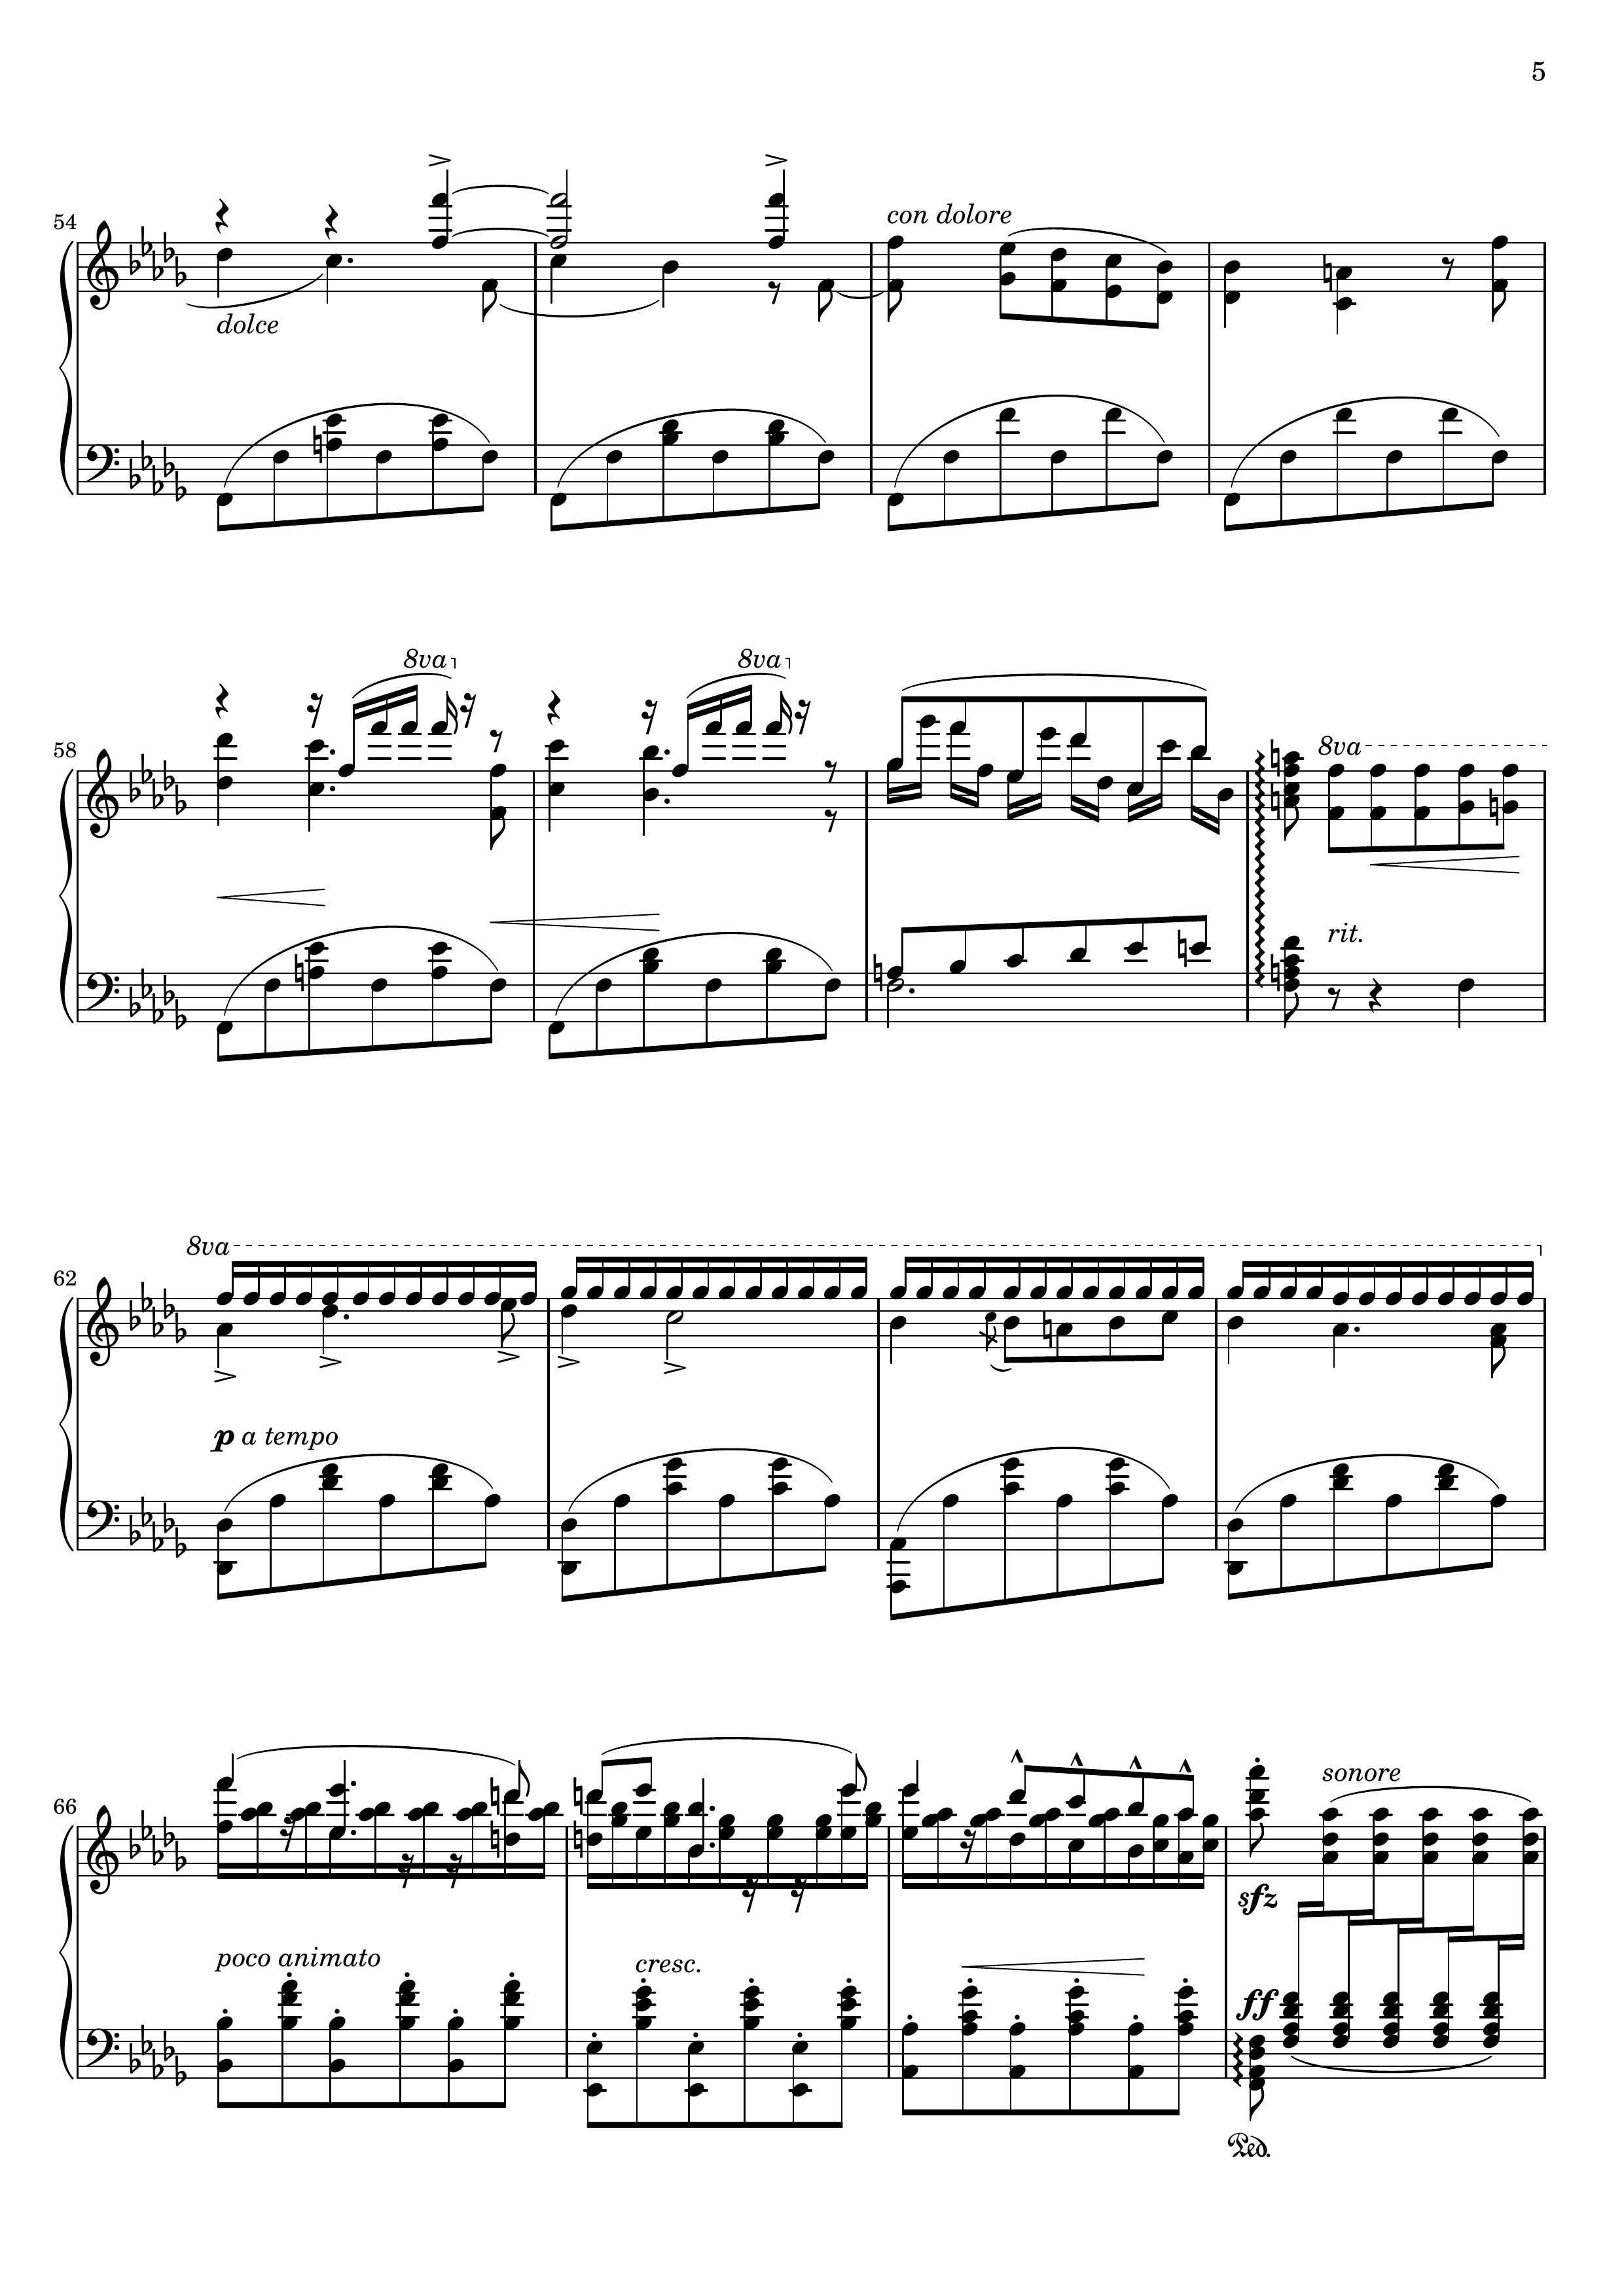 5
54
con dolore
dolce
58
8va
8va
8va
rit.
62
8va
p a tempo
66
sonore
sfz
poco animato
cresc.
ff
Ped.